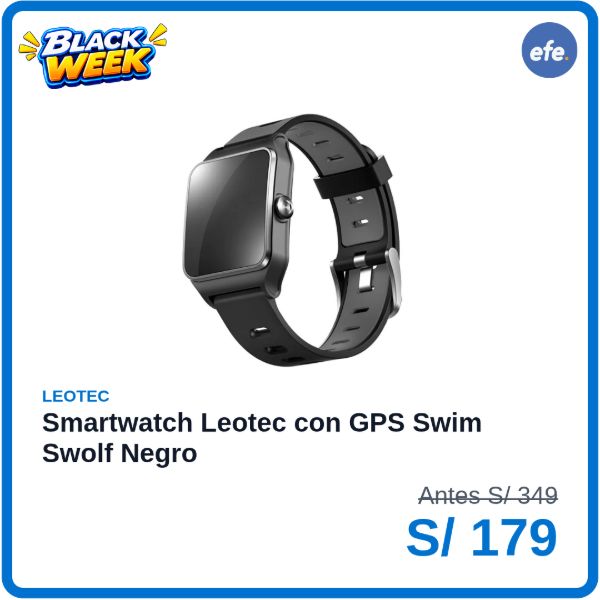 BLACK
WEEK
efe.
LEOTEC
Smartwatch Leotec con GPS Swim
Swolf Negro
Antes S/ 349
S/ 179